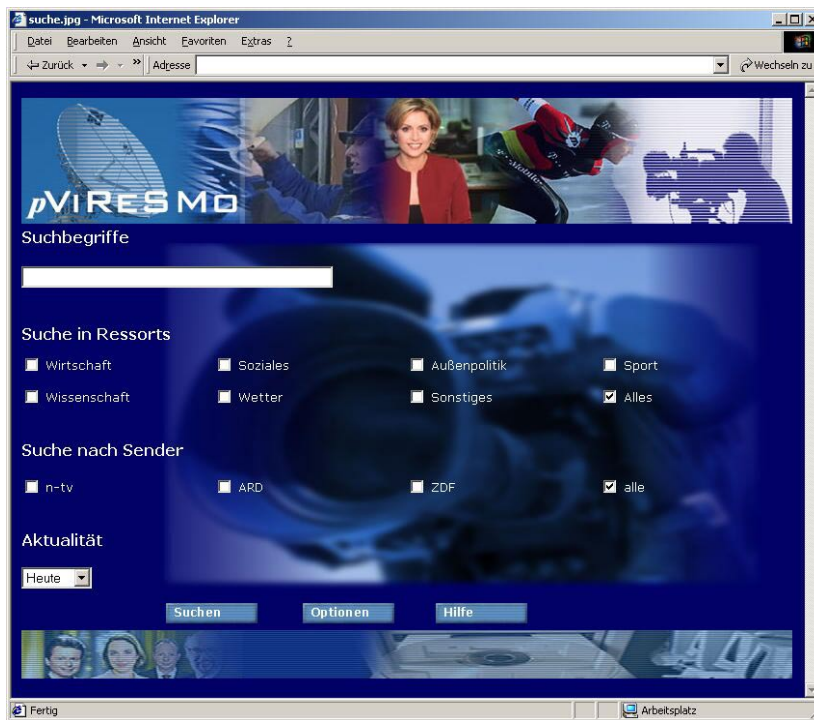 suche.jpg - Microsoft Internet Explorer
Datei Bearbeiten Ansicht Favoriten Extras ?
Zurück » Adresse Wechseln zu
pViReSMo
Suchbegriffe
Suche in Ressorts
Wirtschaft Soziales Außenpolitik Sport
Wissenschaft Wetter Sonstiges Alles
Suche nach Sender
n-tv ARD ZDF alle
Aktualität
Heute
Suchen Optionen Hilfe
Fertig Arbeitsplatz